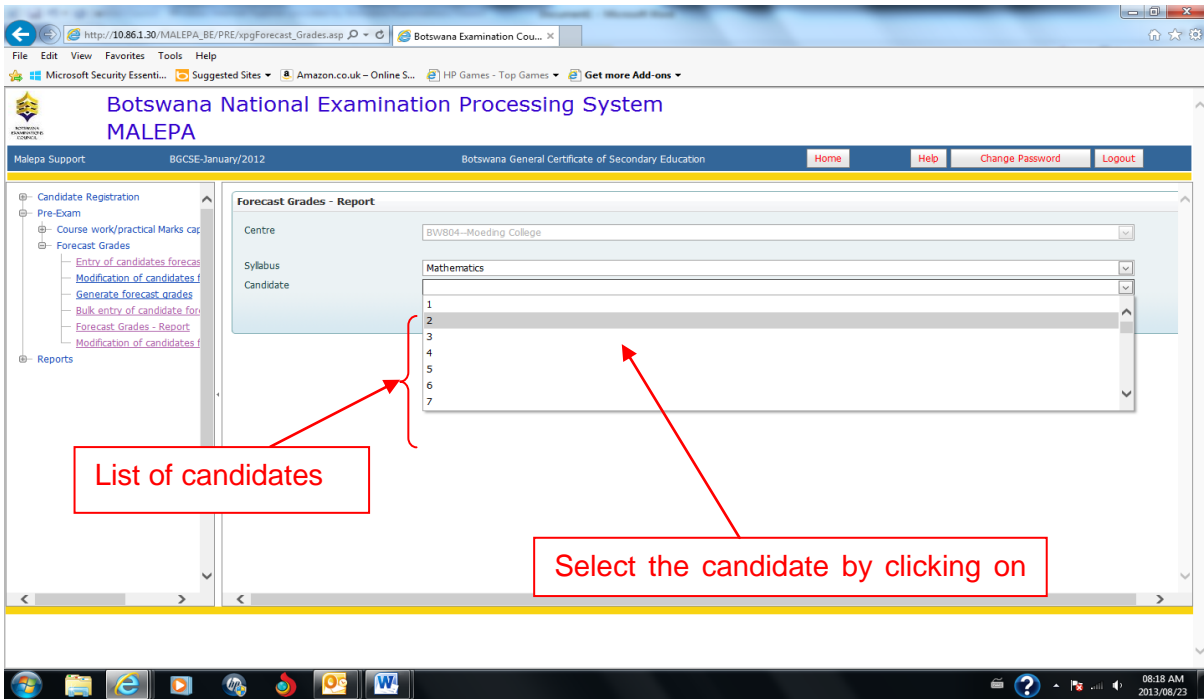 http://10.86.1.30/MALEPA_BE/PRE/xpgForecast_Grades.asp
Botswana Examination Cou...
File Edit View Favorites Tools Help
Microsoft Security Essenti... Suggested Sites Amazon.co.uk – Online S... HP Games - Top Games Get more Add-ons
BOTSWANA
EXAMINATIONS
COUNCIL
Botswana National Examination Processing System
MALEPA
Malepa Support BGCSE-January/2012 Botswana General Certificate of Secondary Education Home Help Change Password Logout
Candidate Registration
Pre-Exam
Course work/practical Marks cap
Forecast Grades
Entry of candidates forecas
Modification of candidates f
Generate forecast grades
Bulk entry of candidate for
Forecast Grades - Report
Modification of candidates f
Reports
Forecast Grades - Report
Centre BW804--Moeding College
Syllabus Mathematics
Candidate
1
2
3
4
5
6
7
List of candidates
Select the candidate by clicking on
08:18 AM
2013/08/23